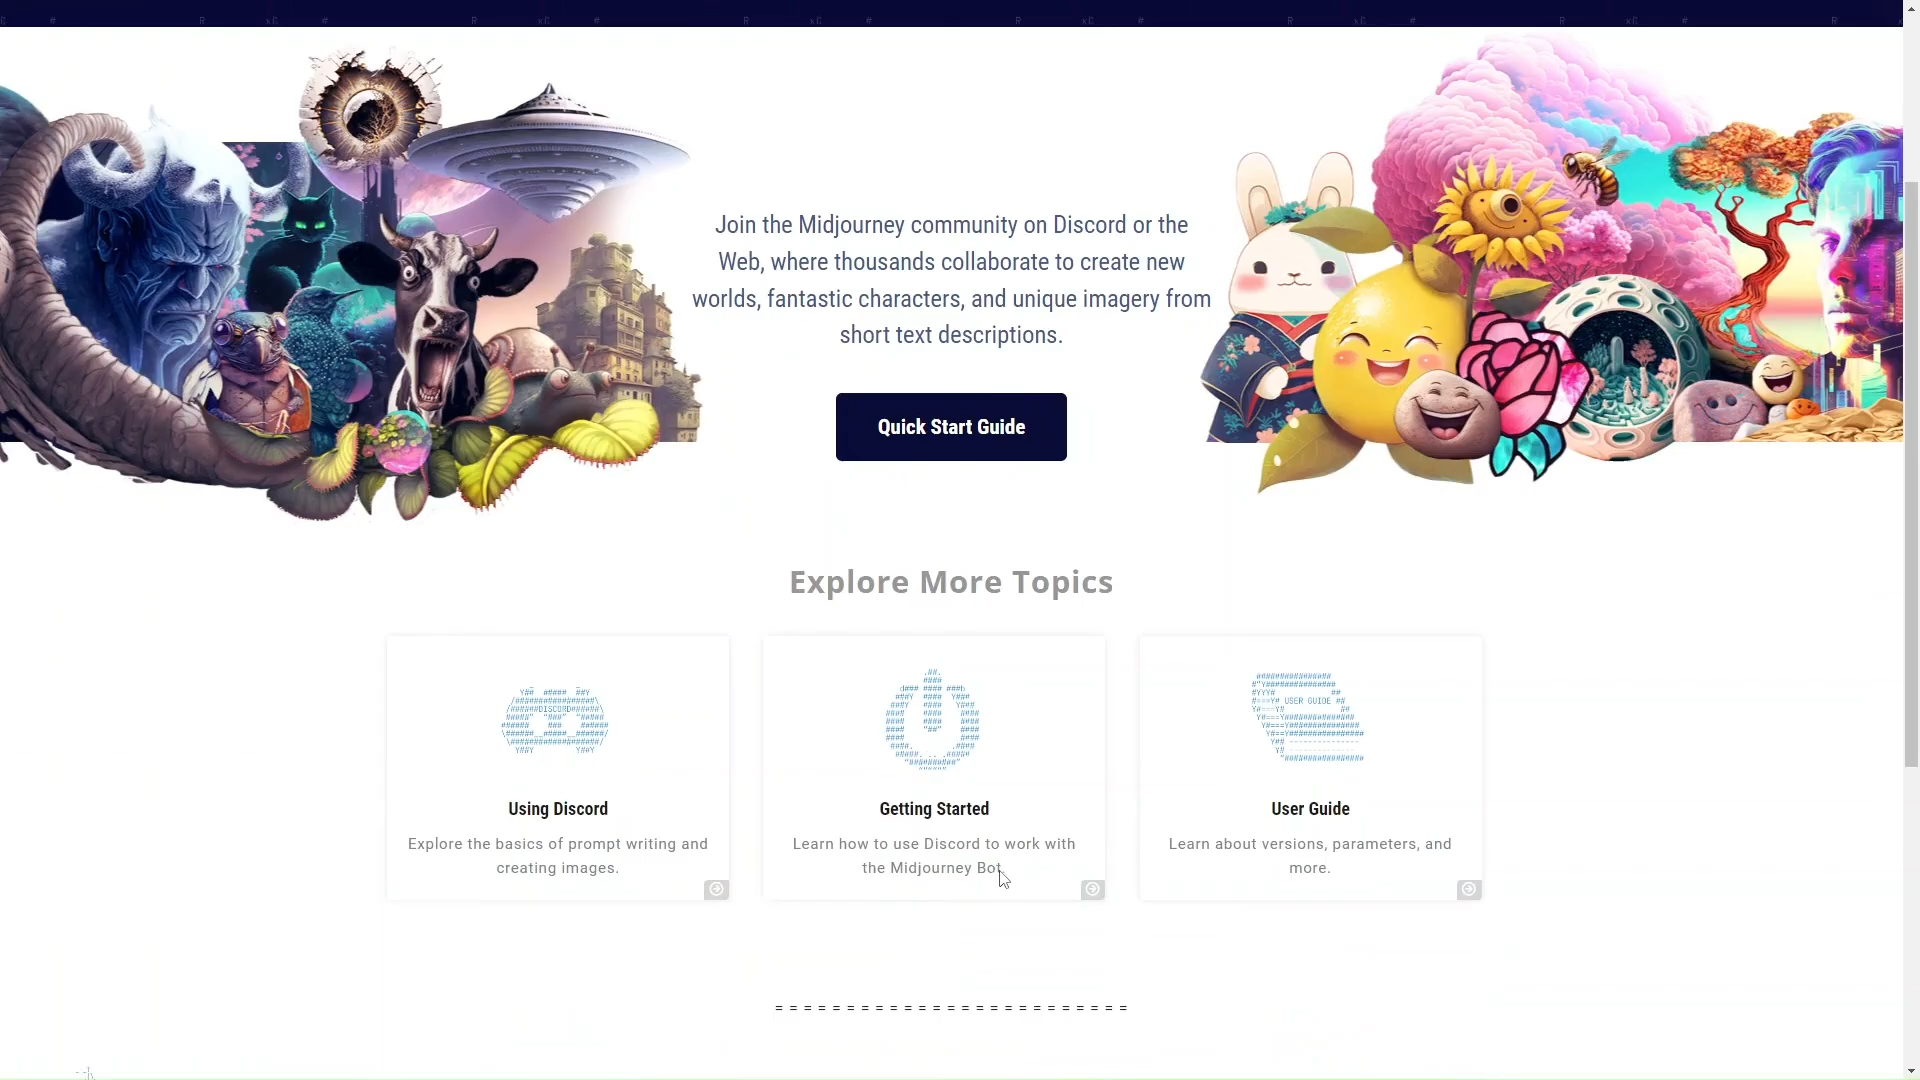 Join the Midjourney community on Discord or the
Web, where thousands collaborate to create new
worlds, fantastic characters, and unique imagery from
short text descriptions.
Quick Start Guide
Explore More Topics
DISCORD
USER GUIDE
Using Discord
Explore the basics of prompt writing and
creating images.
Getting Started
Learn how to use Discord to work with
the Midjourney Bot.
User Guide
Learn about versions, parameters, and
more.
= = = = = = = = = = = = = = = = = = = = = = = = =